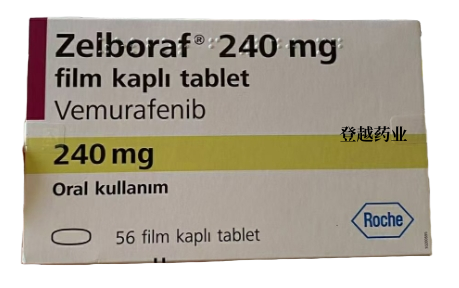 Zelboraf® 240 mg
film kaplı tablet
Vemurafenib
登越药业
240 mg
Oral kullanım
Roche
56 film kaplı tablet